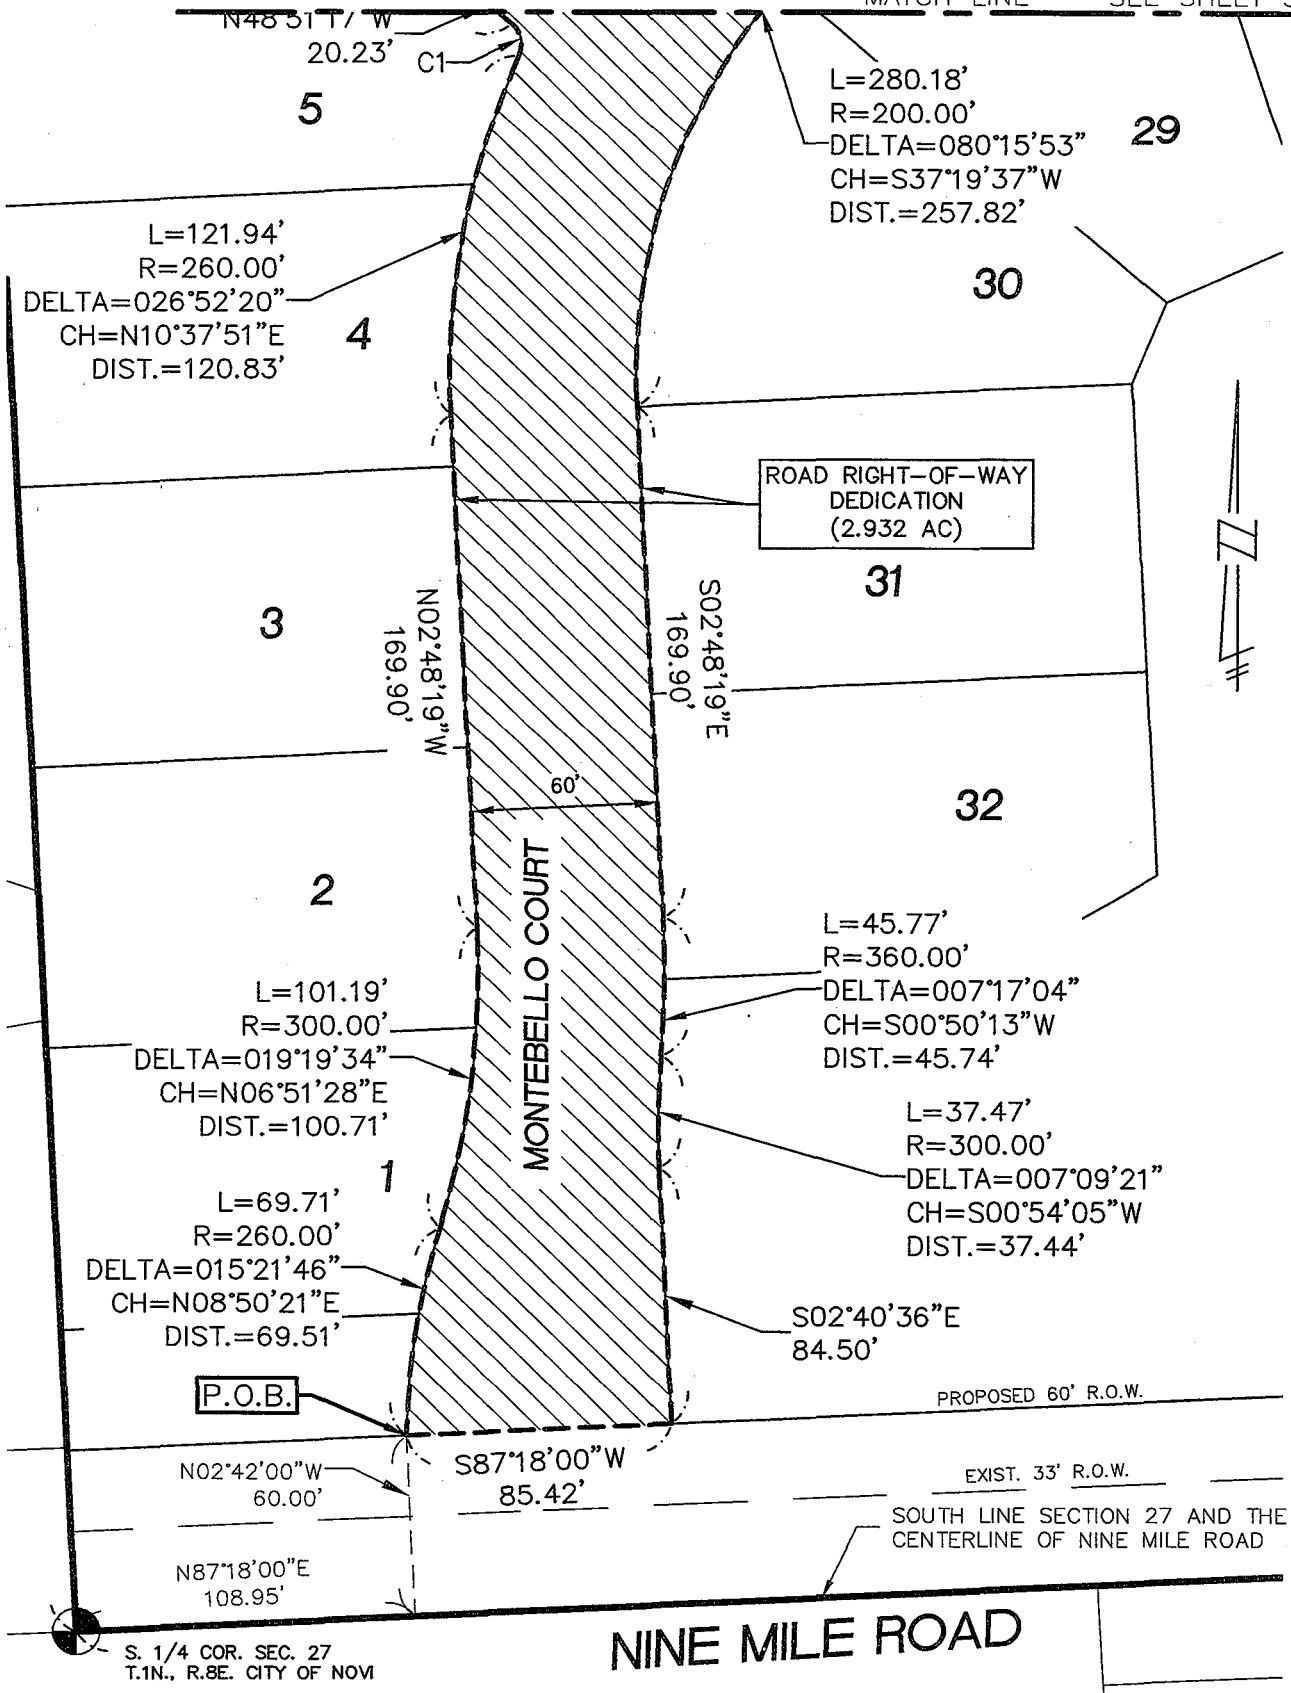 MATCH LINE
SEE SHEET
20.23'
C1
5
L=280.18'
R=200.00'
DELTA=080°15'53"
CH=S37°19'37"W
DIST.=257.82'
29
L=121.94'
R=260.00'
DELTA=026°52'20"
CH=N10°37'51"E
DIST.=120.83'
4
30
ROAD RIGHT-OF-WAY
DEDICATION
(2.932 AC)
31
3
N02°48'19"W
169.90'
S02°48'19"E
169.90'
60'
32
2
MONTEBELLO COURT
L=45.77'
R=360.00'
DELTA=007°17'04"
CH=S00°50'13"W
DIST.=45.74'
L=101.19'
R=300.00'
DELTA=019°19'34"
CH=N06°51'28"E
DIST.=100.71'
L=37.47'
R=300.00'
DELTA=007°09'21"
CH=S00°54'05"W
DIST.=37.44'
1
L=69.71'
R=260.00'
DELTA=015°21'46"
CH=N08°50'21"E
DIST.=69.51'
S02°40'36"E
84.50'
P.O.B.
PROPOSED 60' R.O.W.
N02°42'00"W
60.00'
S87°18'00"W
85.42'
EXIST. 33' R.O.W.
SOUTH LINE SECTION 27 AND THE
CENTERLINE OF NINE MILE ROAD
N87°18'00"E
108.95'
NINE MILE ROAD
S. 1/4 COR. SEC. 27
T.1N., R.8E. CITY OF NOVI